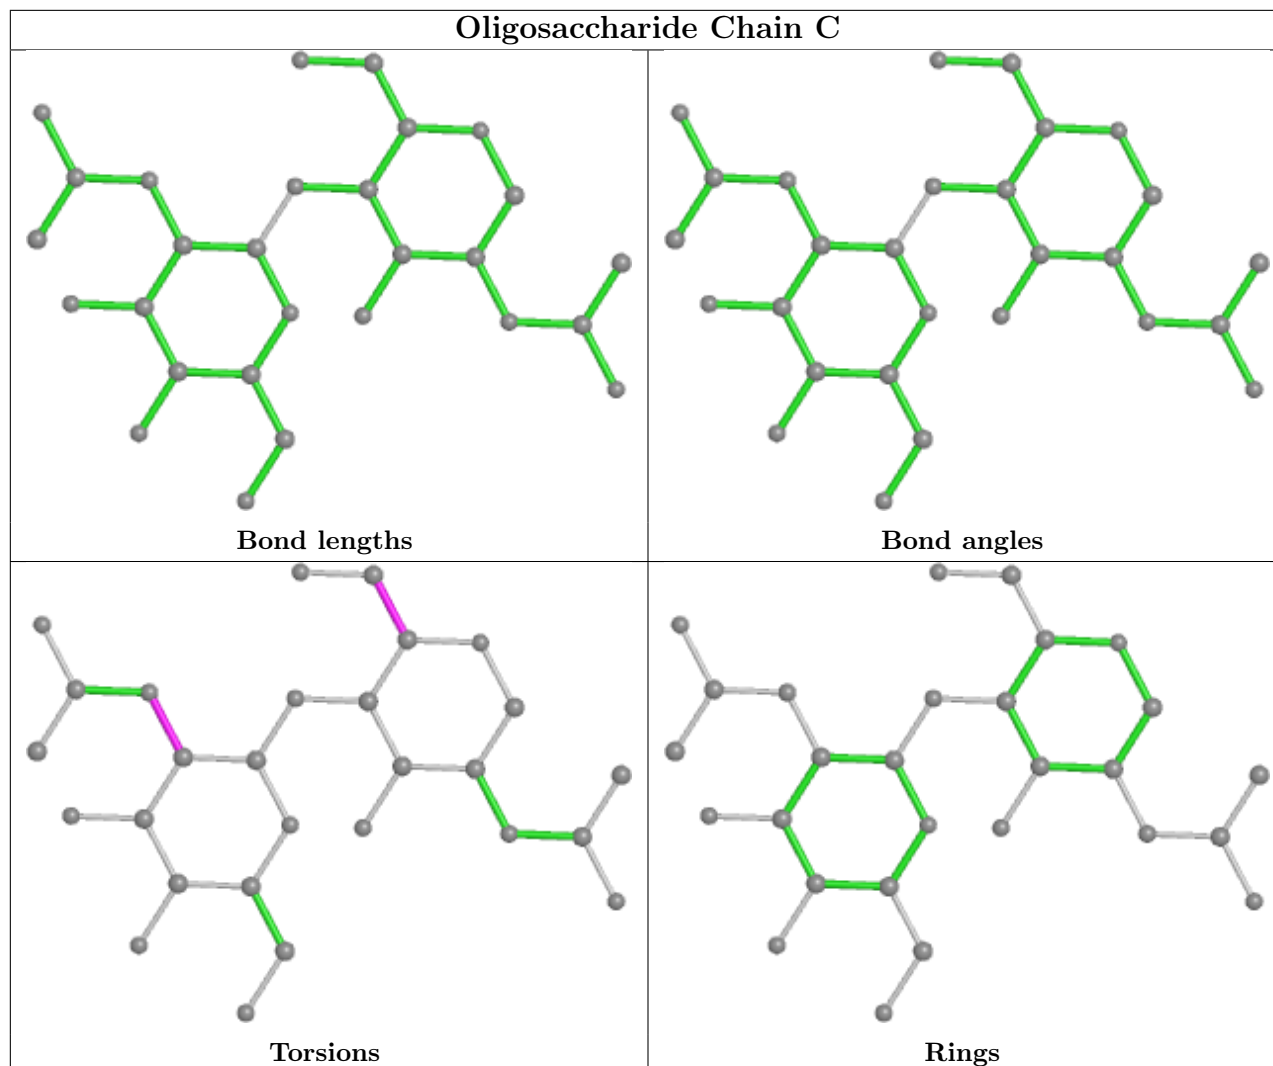 Oligosaccharide Chain C
Bond lengths
Bond angles
Torsions
Rings